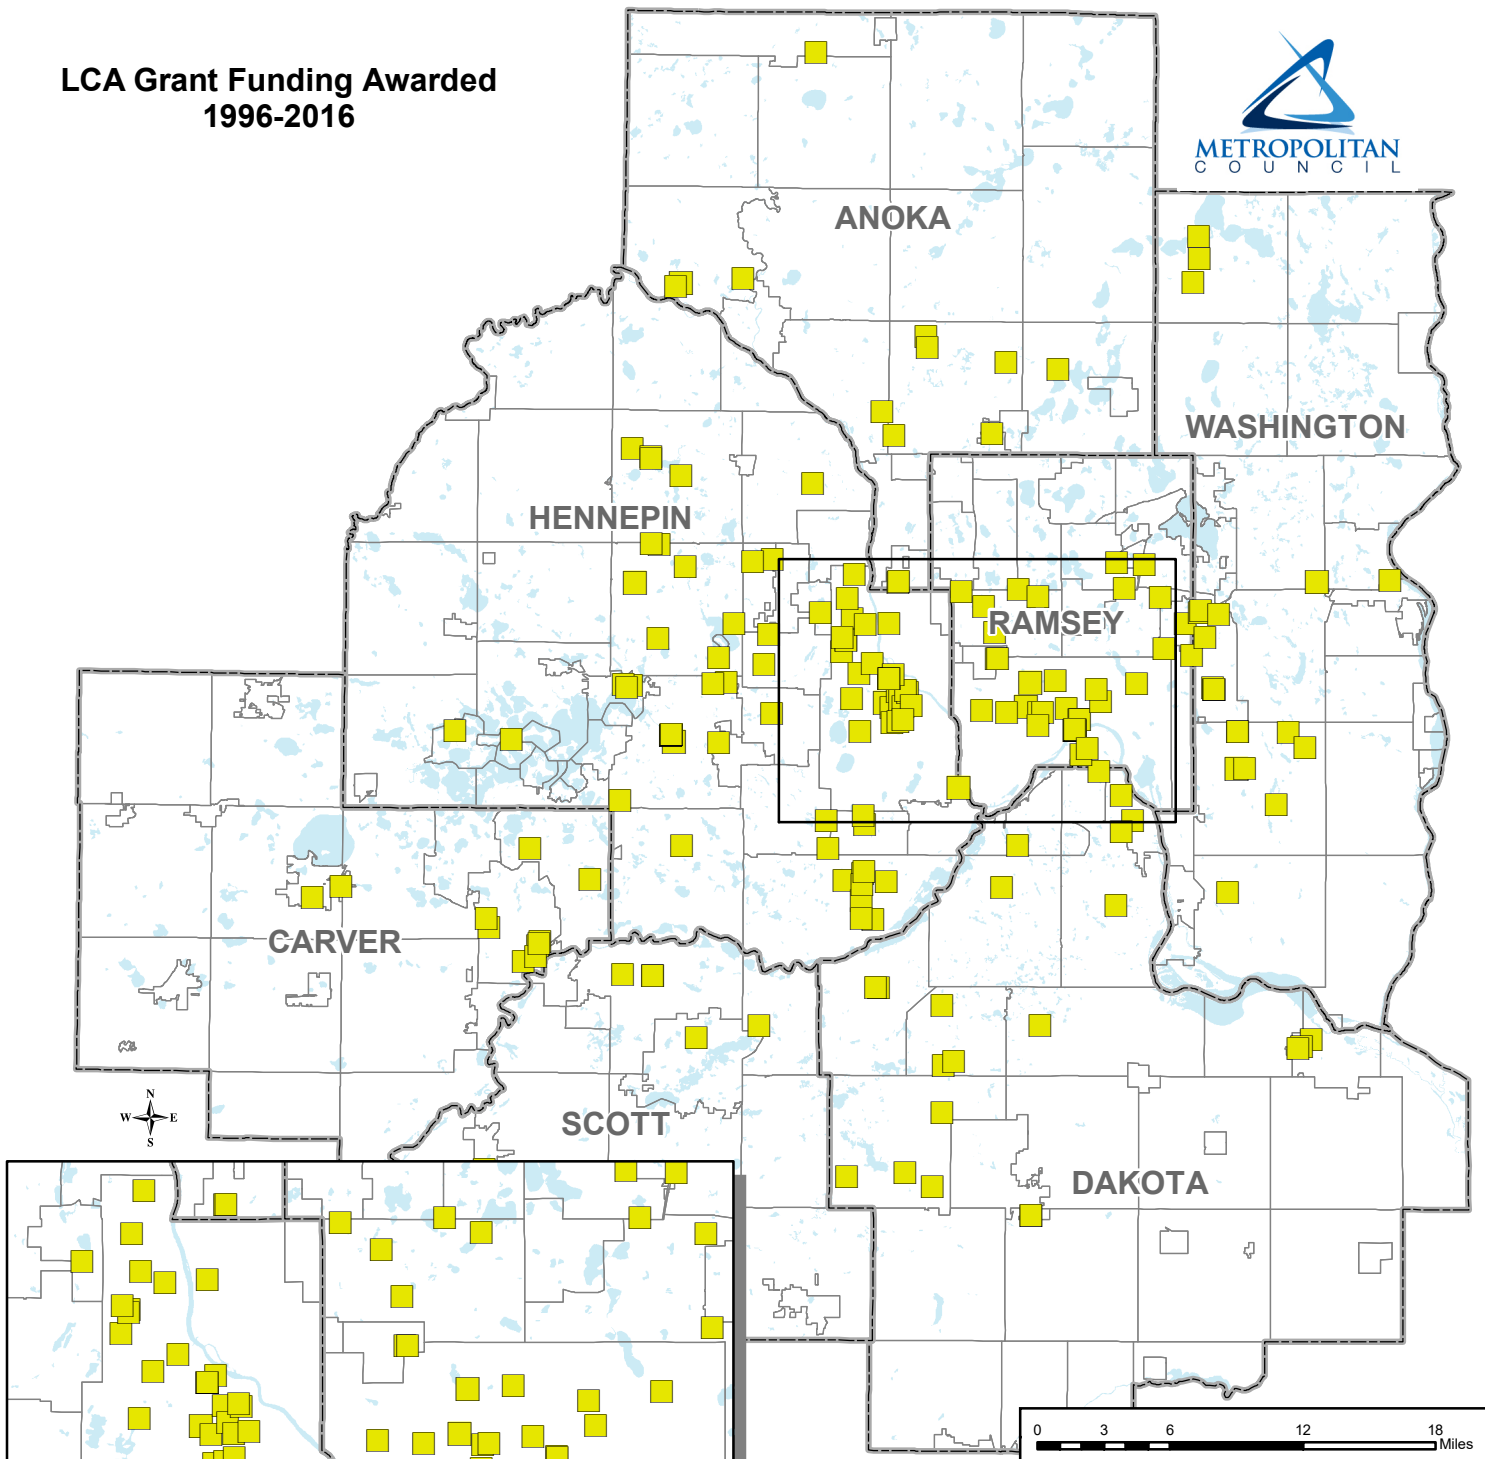 LCA Grant Funding Awarded
1996-2016
METROPOLITAN
COUNCIL
ANOKA
WASHINGTON
HENNEPIN
RAMSEY
CARVER
SCOTT
DAKOTA
N
W E
S
0 3 6 12 18
Miles